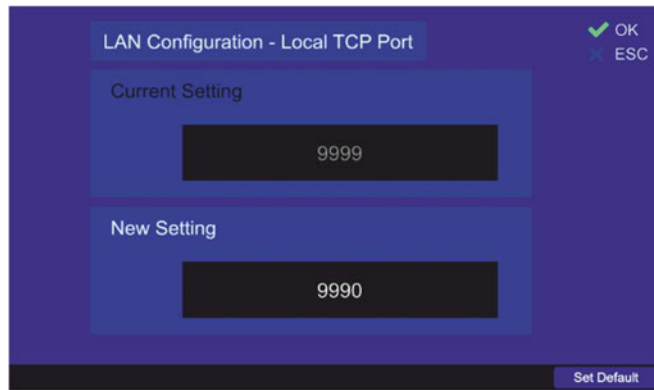 LAN Configuration - Local TCP Port
OK
ESC
Current Setting
9999
New Setting
9990
Set Default